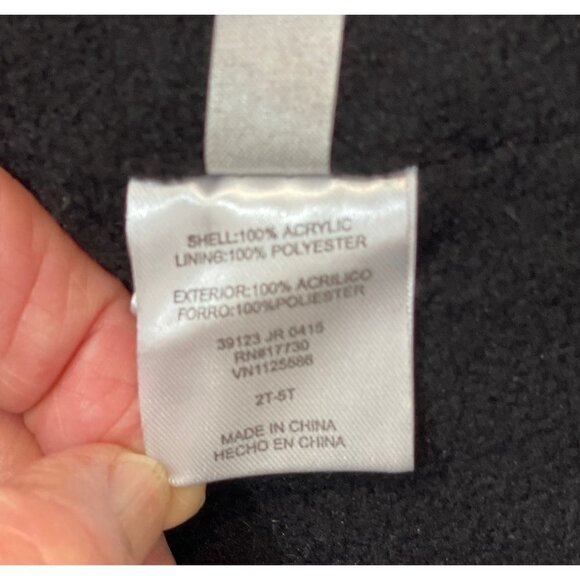 SHELL:100% ACRYLIC
LINING:100% POLYESTER
EXTERIOR:100% ACRILICO
FORRO:100%POLIESTER
39123 JR 0415
RN#17730
VN1125586
2T-5T
MADE IN CHINA
HECHO EN CHINA